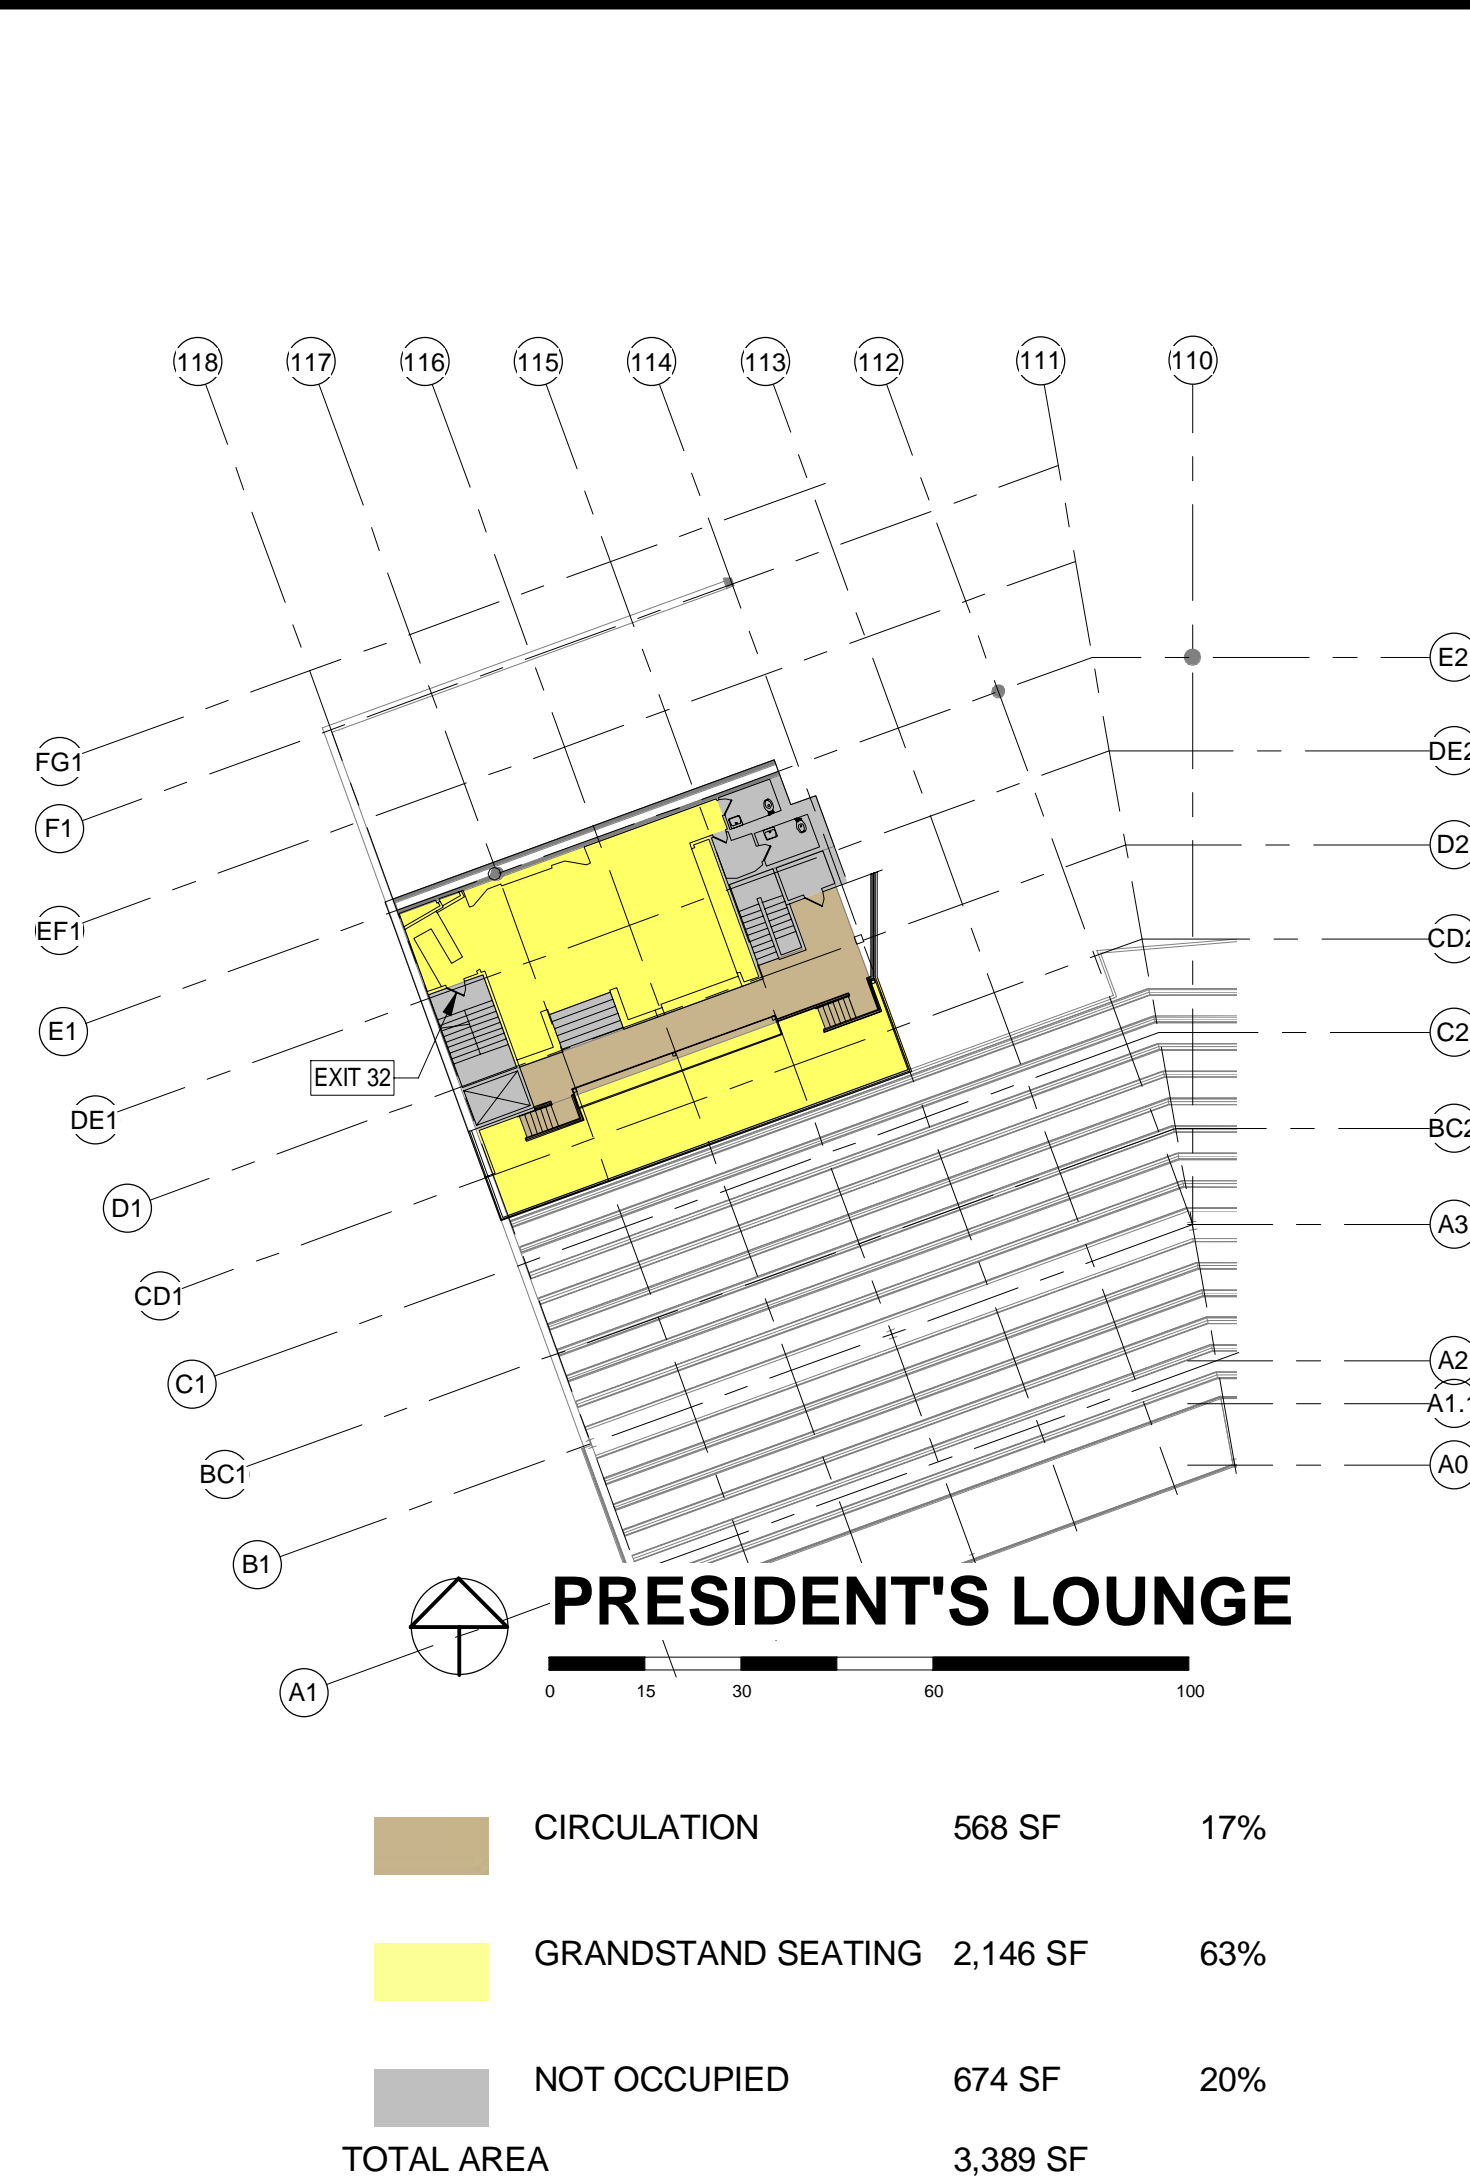 118 117 116 115 114 113 112 111 110
E2
DE2
FG1
F1
D2
EF1
CD2
E1
C2
EXIT 32
DE1
BC2
D1
A3
CD1
A2
C1
A1.1
A0
BC1
B1
PRESIDENT'S LOUNGE
A1
0 15 30 60 100
CIRCULATION 568 SF 17%
GRANDSTAND SEATING 2,146 SF 63%
NOT OCCUPIED 674 SF 20%
TOTAL AREA 3,389 SF